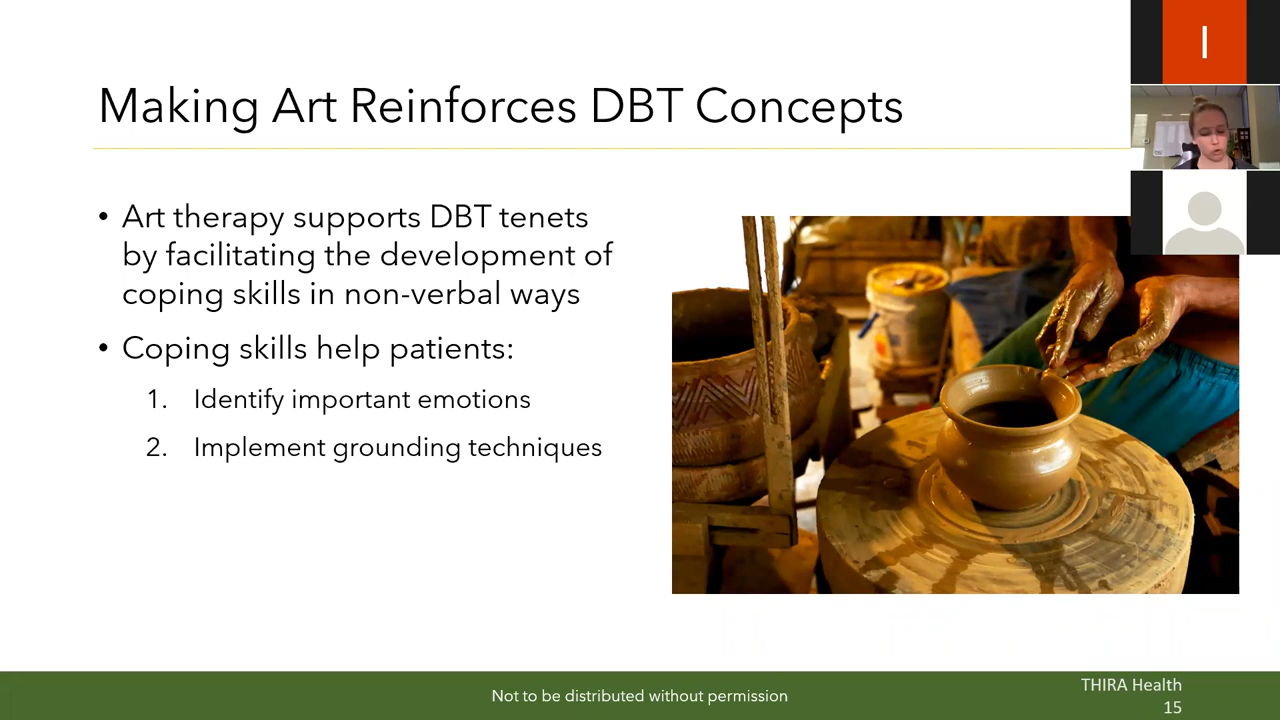 Making Art Reinforces DBT Concepts
• Art therapy supports DBT tenets
by facilitating the development of
coping skills in non-verbal ways
• Coping skills help patients:
1. Identify important emotions
2. Implement grounding techniques
I
Not to be distributed without permission
THIRA Health
15